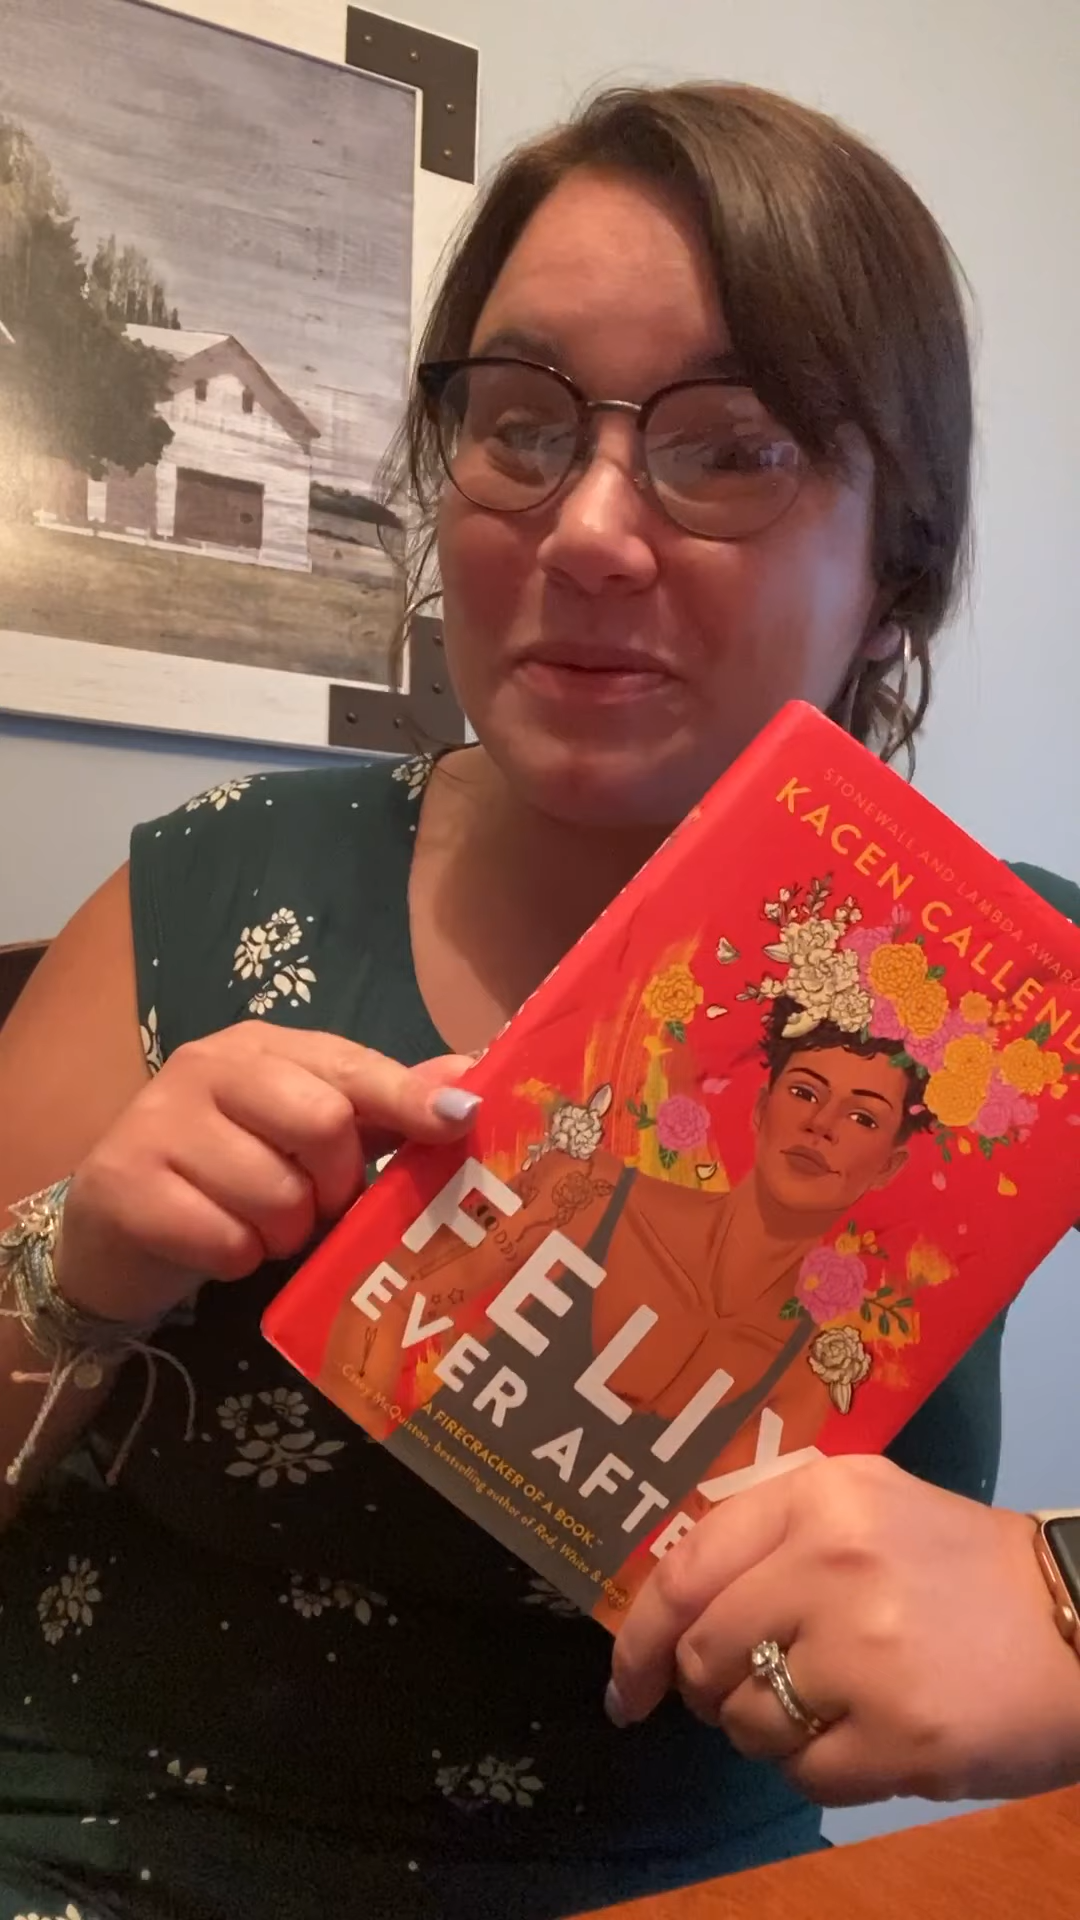 STONEWALL AND LAMBDA AWARD
KACEN CALLEND
FELIX
EVER AFTE
"A FIRECRACKER OF A BOOK."
Casey McQuiston, bestselling author of Red, White & Royal